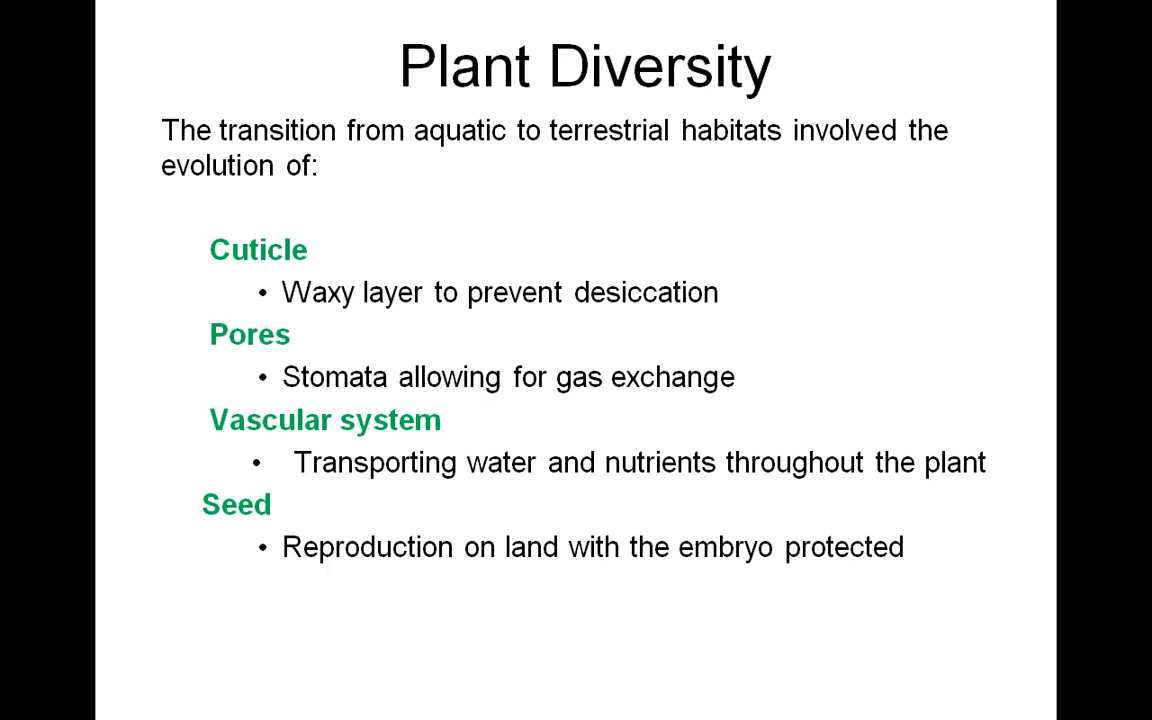 Plant Diversity
The transition from aquatic to terrestrial habitats involved the
evolution of:
Cuticle
• Waxy layer to prevent desiccation
Pores
• Stomata allowing for gas exchange
Vascular system
• Transporting water and nutrients throughout the plant
Seed
• Reproduction on land with the embryo protected